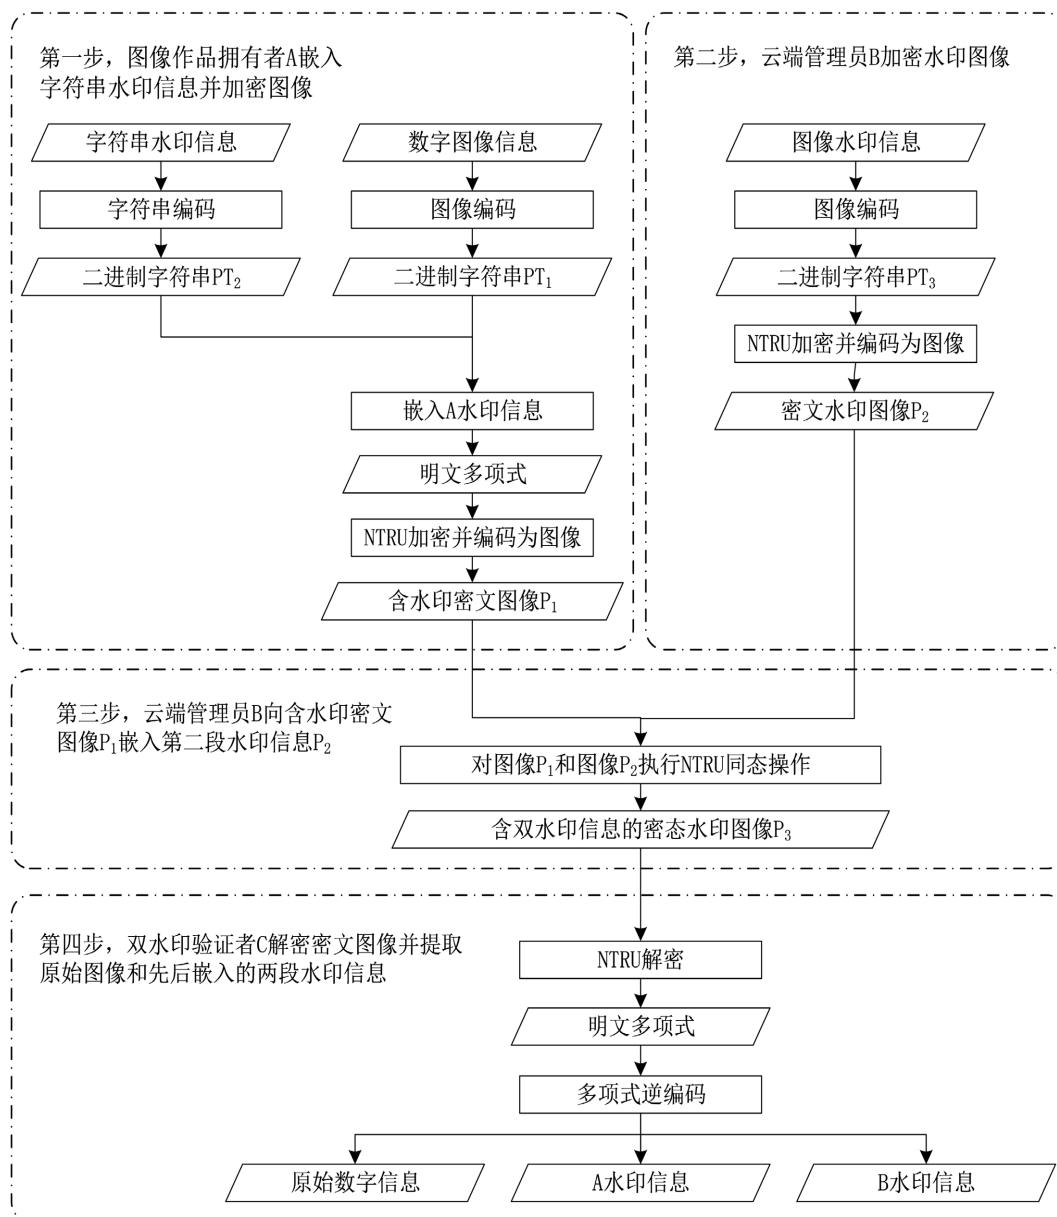 第一步，图像作品拥有者A嵌入
字符串水印信息并加密图像
字符串水印信息
数字图像信息
字符串编码
图像编码
二进制字符串PT₂
二进制字符串PT₁
嵌入A水印信息
明文多项式
NTRU加密并编码为图像
含水印密文图像P₁
第二步，云端管理员B加密水印图像
图像水印信息
图像编码
二进制字符串PT₃
NTRU加密并编码为图像
密文水印图像P₂
第三步，云端管理员B向含水印密文
图像P₁嵌入第二段水印信息P₂
对图像P₁和图像P₂执行NTRU同态操作
含双水印信息的密态水印图像P₃
第四步，双水印验证者C解密密文图像并提取
原始图像和先后嵌入的两段水印信息
NTRU解密
明文多项式
多项式逆编码
原始数字信息
A水印信息
B水印信息